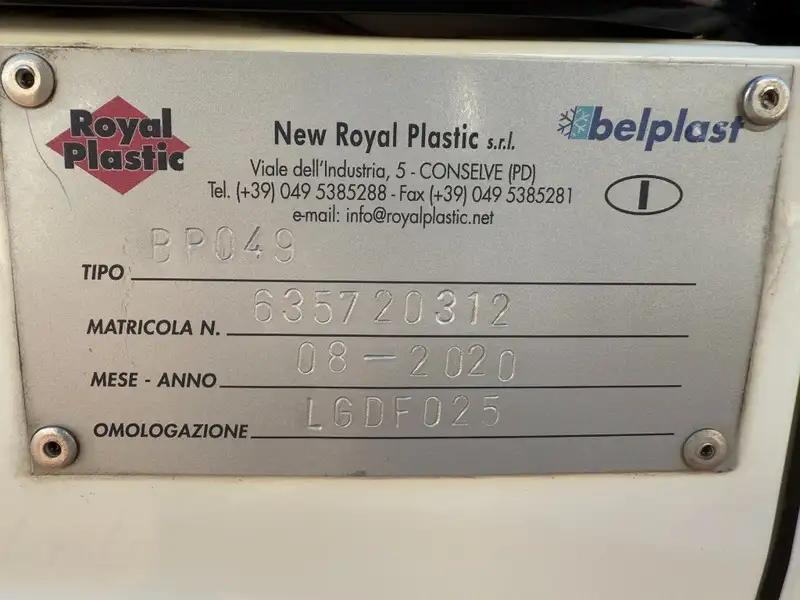 Royal
Plastic
New Royal Plastic s.r.l.
belplast
Viale dell'Industria, 5 - CONSELVE (PD)
Tel. (+39) 049 5385288 - Fax (+39) 049 5385281
I
e-mail: info@royalplastic.net
TIPO BP049
MATRICOLA N. 635720312
MESE - ANNO 08-2020
OMOLOGAZIONE LGDF025